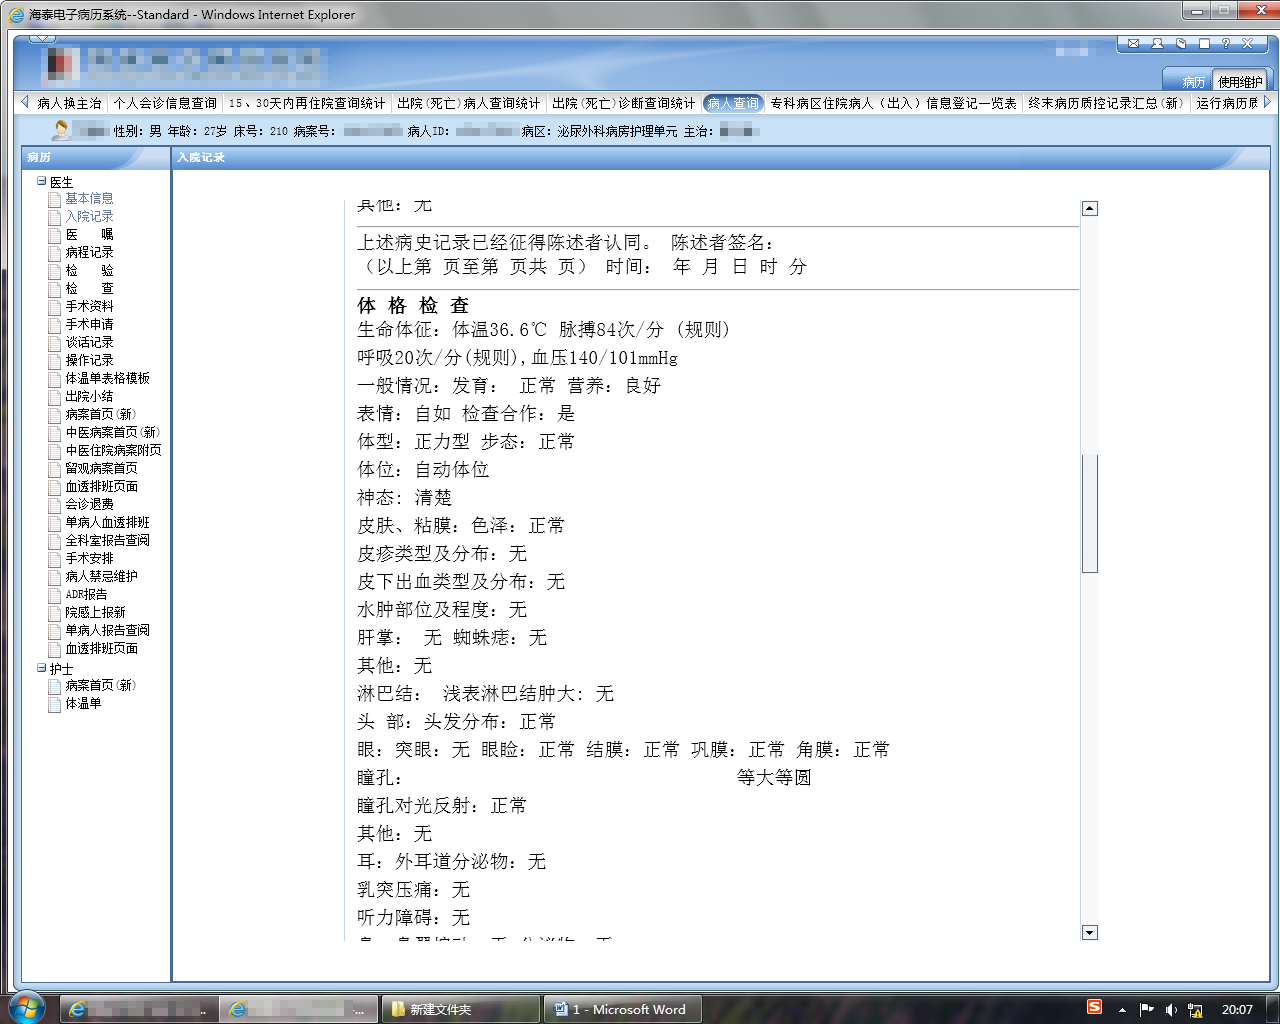 海泰电子病历系统--Standard - Windows Internet Explorer
病历 使用维护
病人换主治 个人会诊信息查询 15、30天内再住院查询统计 出院(死亡)病人查询统计 出院(死亡)诊断查询统计 病人查询 专科病区住院病人(出入)信息登记一览表 终末病历质控记录汇总(新) 运行病历质
性别: 男 年龄: 27岁 床号: 210 病案号: 病人ID: 病区: 泌尿外科病房护理单元 主治:
病历
入院记录
医生
基本信息
入院记录
医 嘱
病程记录
检 验
检 查
手术资料
手术申请
谈话记录
操作记录
体温单表格模板
出院小结
病案首页(新)
中医病案首页(新)
中医住院病案附页
留观病案首页
血透排班页面
会诊退费
单病人血透排班
全科室报告查阅
手术安排
病人禁忌维护
ADR报告
院感上报新
单病人报告查阅
血透排班页面
护士
病案首页(新)
体温单
其他: 无
上述病史记录已经征得陈述者认同。 陈述者签名:
(以上第 页至第 页共 页) 时间: 年 月 日 时 分
体 格 检 查
生命体征: 体温36.6℃ 脉搏84次/分 (规则)
呼吸20次/分(规则),血压140/101mmHg
一般情况: 发育: 正常 营养: 良好
表情: 自如 检查合作: 是
体型: 正力型 步态: 正常
体位: 自动体位
神态: 清楚
皮肤、粘膜: 色泽: 正常
皮疹类型及分布: 无
皮下出血类型及分布: 无
水肿部位及程度: 无
肝掌: 无 蜘蛛痣: 无
其他: 无
淋巴结: 浅表淋巴结肿大: 无
头 部: 头发分布: 正常
眼: 突眼: 无 眼睑: 正常 结膜: 正常 巩膜: 正常 角膜: 正常
瞳孔: 等大等圆
瞳孔对光反射: 正常
其他: 无
耳: 外耳道分泌物: 无
乳突压痛: 无
听力障碍: 无
新建文件夹
1 - Microsoft Word
20:07